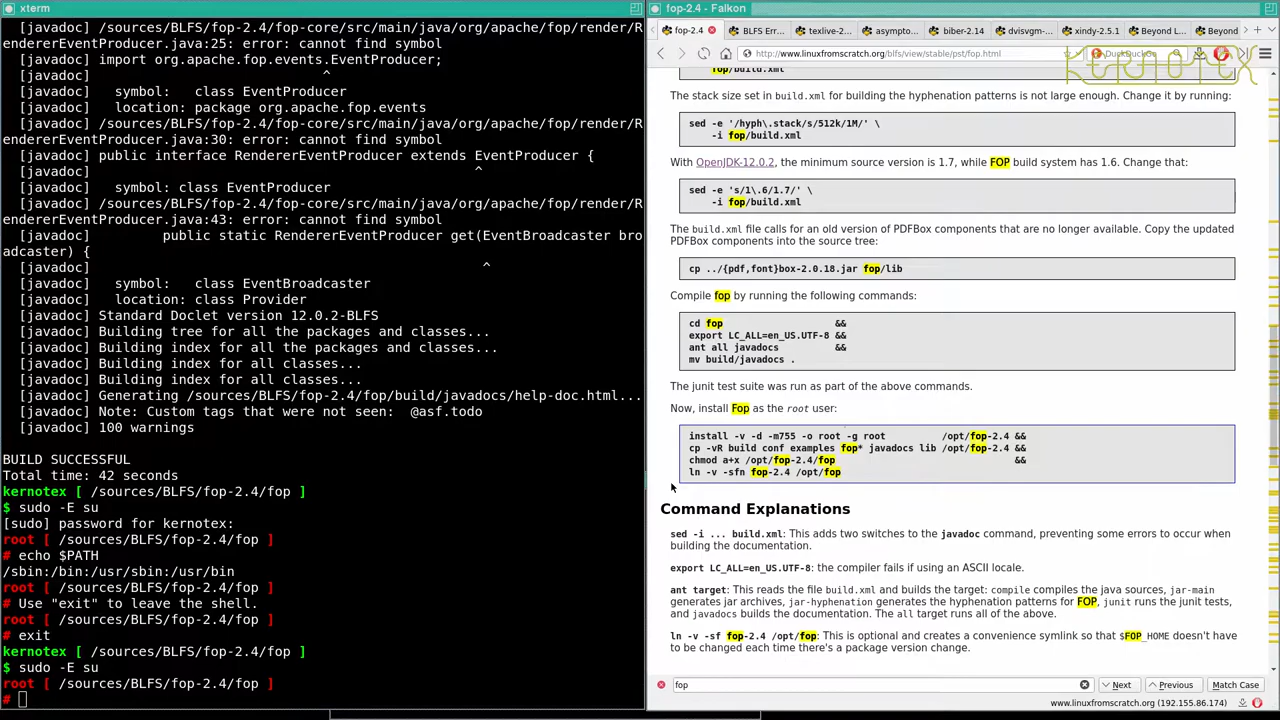 xterm
[javadoc] /sources/BLFS/fop-2.4/fop-core/src/main/java/org/apache/fop/render/R
endererEventProducer.java:25: error: cannot find symbol
[javadoc] import org.apache.fop.events.EventProducer;
[javadoc]                             ^
[javadoc]   symbol:   class EventProducer
[javadoc]   location: package org.apache.fop.events
[javadoc] /sources/BLFS/fop-2.4/fop-core/src/main/java/org/apache/fop/render/R
endererEventProducer.java:30: error: cannot find symbol
[javadoc] public interface RendererEventProducer extends EventProducer {
[javadoc]                                                ^
[javadoc]   symbol: class EventProducer
[javadoc] /sources/BLFS/fop-2.4/fop-core/src/main/java/org/apache/fop/render/R
endererEventProducer.java:43: error: cannot find symbol
[javadoc]         public static RendererEventProducer get(EventBroadcaster bro
adcaster) {
[javadoc]                                                 ^
[javadoc]   symbol:   class EventBroadcaster
[javadoc]   location: class Provider
[javadoc] Standard Doclet version 12.0.2-BLFS
[javadoc] Building tree for all the packages and classes...
[javadoc] Building index for all the packages and classes...
[javadoc] Building index for all classes...
[javadoc] Building index for all classes...
[javadoc] Generating /sources/BLFS/fop-2.4/fop/build/javadocs/help-doc.html...
[javadoc] Note: Custom tags that were not seen:  @asf.todo
[javadoc] 100 warnings
BUILD SUCCESSFUL
Total time: 42 seconds
kernotex [ /sources/BLFS/fop-2.4/fop ]
$ sudo -E su
[sudo] password for kernotex:
root [ /sources/BLFS/fop-2.4/fop ]
# echo $PATH
/sbin:/bin:/usr/sbin:/usr/bin
root [ /sources/BLFS/fop-2.4/fop ]
# Use "exit" to leave the shell.
root [ /sources/BLFS/fop-2.4/fop ]
# exit
kernotex [ /sources/BLFS/fop-2.4/fop ]
$ sudo -E su
root [ /sources/BLFS/fop-2.4/fop ]
#
fop-2.4 - Falkon
fop-2.4 BLFS Err... texlive-2... asympto... biber-2.14 dvisvgm-... xindy-2.5.1 Beyond L... Beyond
http://www.linuxfromscratch.org/blfs/view/stable/pst/fop.html DuckDuckGo
KERNOTEX
fop/build.xml
The stack size set in build.xml for building the hyphenation patterns is not large enough. Change it by running:
sed -e '/hyph\.stack/s/512k/1M/' \
-i fop/build.xml
With OpenJDK-12.0.2, the minimum source version is 1.7, while FOP build system has 1.6. Change that:
sed -e 's/1\.6/1.7/' \
-i fop/build.xml
The build.xml file calls for an old version of PDFBox components that are no longer available. Copy the updated
PDFBox components into the source tree:
cp ../{pdf,font}box-2.0.18.jar fop/lib
Compile fop by running the following commands:
cd fop &&
export LC_ALL=en_US.UTF-8 &&
ant all javadocs &&
mv build/javadocs .
The junit test suite was run as part of the above commands.
Now, install Fop as the root user:
install -v -d -m755 -o root -g root /opt/fop-2.4 &&
cp -vR build conf examples fop* javadocs lib /opt/fop-2.4 &&
chmod a+x /opt/fop-2.4/fop &&
ln -v -sfn fop-2.4 /opt/fop
Command Explanations
sed -i ... build.xml: This adds two switches to the javadoc command, preventing some errors to occur when
building the documentation.
export LC_ALL=en_US.UTF-8: the compiler fails if using an ASCII locale.
ant target: This reads the file build.xml and builds the target: compile compiles the java sources, jar-main
generates jar archives, jar-hyphenation generates the hyphenation patterns for FOP, junit runs the junit tests,
and javadocs builds the documentation. The all target runs all of the above.
ln -v -sf fop-2.4 /opt/fop: This is optional and creates a convenience symlink so that $FOP_HOME doesn't have
to be changed each time there's a package version change.
fop Next Previous Match Case
www.linuxfromscratch.org (192.155.86.174)